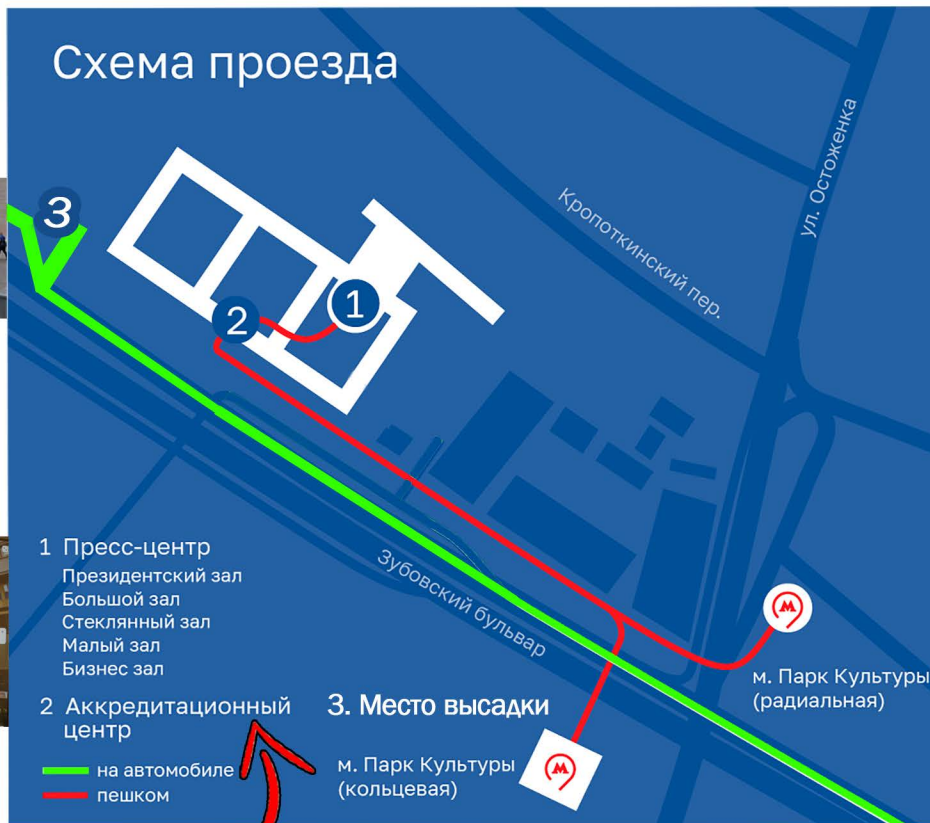 Схема проезда
ул. Остоженка
Кропоткинский пер.
3
1
2
Зубовский бульвар
1 Пресс-центр
Президентский зал
Большой зал
Стеклянный зал
Малый зал
Бизнес зал
2 Аккредитационный
центр
3. Место высадки
на автомобиле
пешком
М
м. Парк Культуры
(кольцевая)
М
м. Парк Культуры
(радиальная)